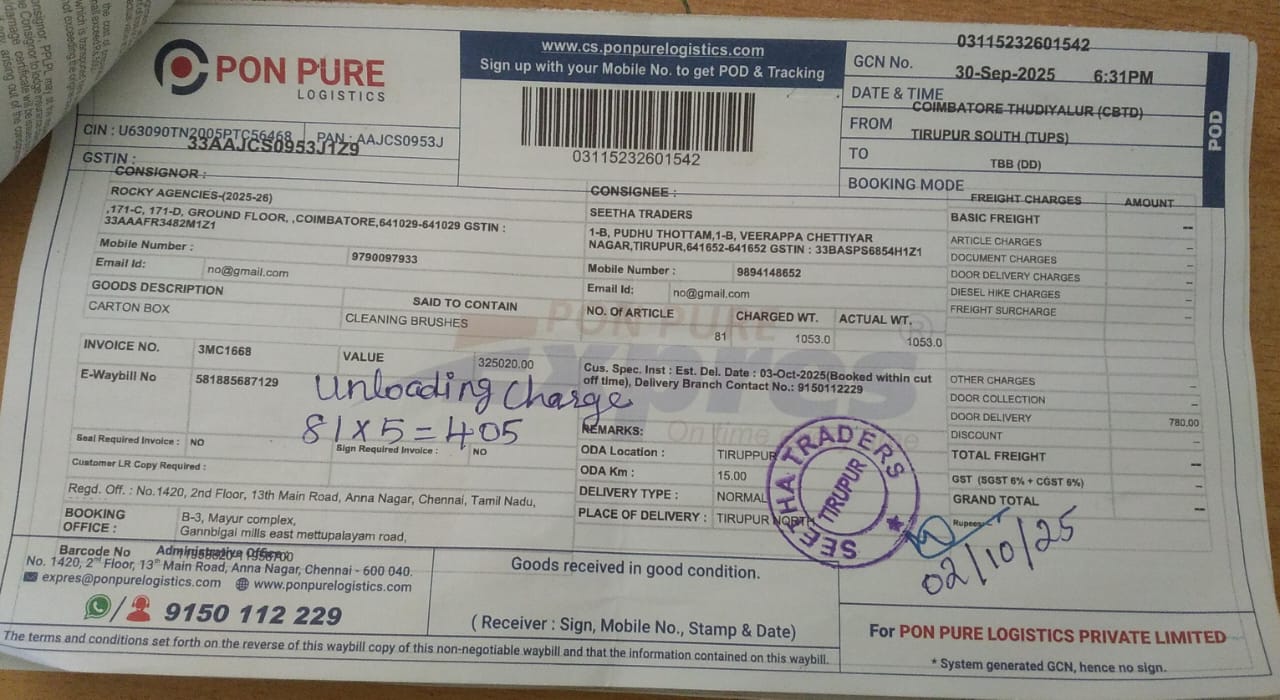 PON PURE
LOGISTICS
www.cs.ponpurelogistics.com
Sign up with your Mobile No. to get POD & Tracking
03115232601542
GCN No. 03115232601542
DATE & TIME 30-Sep-2025 6:31PM
FROM COIMBATORE THUDIYALUR (CBTD)
TO TIRUPUR SOUTH (TUPS)
BOOKING MODE TBB (DD)
POD
CIN : U63090TN2005PTC56468 PAN : AAJCS0953J
GSTIN : 33AAJCS0953J1Z9
CONSIGNOR :
ROCKY AGENCIES-(2025-26)
,171-C, 171-D, GROUND FLOOR, ,COIMBATORE,641029-641029 GSTIN :
33AAAFR3482M1Z1
Mobile Number : 9790097933
Email Id: no@gmail.com
CONSIGNEE :
SEETHA TRADERS
1-B, PUDHU THOTTAM,1-B, VEERAPPA CHETTIYAR
NAGAR,TIRUPUR,641652-641652 GSTIN : 33BASPS6854H1Z1
Mobile Number : 9894148652
Email Id: no@gmail.com
GOODS DESCRIPTION SAID TO CONTAIN
CARTON BOX CLEANING BRUSHES
NO. OF ARTICLE CHARGED WT. ACTUAL WT.
81 1053.0 1053.0
INVOICE NO. 3MC1668 VALUE 325020.00
E-Waybill No 581885687129
Unloading Charge
81 x 5 = 405
Seal Required Invoice : NO Sign Required Invoice : NO
Customer LR Copy Required :
Cus. Spec. Inst : Est. Del. Date : 03-Oct-2025(Booked within cut
off time), Delivery Branch Contact No.: 9150112229
REMARKS:
ODA Location : TIRUPPUR
ODA Km : 15.00
DELIVERY TYPE : NORMAL
PLACE OF DELIVERY : TIRUPUR NORTH
PON PURE
Expres
On time
SEETHA TRADERS
TIRUPUR
FREIGHT CHARGES AMOUNT
BASIC FREIGHT --
ARTICLE CHARGES --
DOCUMENT CHARGES --
DOOR DELIVERY CHARGES --
DIESEL HIKE CHARGES --
FREIGHT SURCHARGE --
OTHER CHARGES --
DOOR COLLECTION --
DOOR DELIVERY 780.00
DISCOUNT --
TOTAL FREIGHT --
GST (SGST 6% + CGST 6%) --
GRAND TOTAL --
Rupees
02/10/25
Regd. Off. : No.1420, 2nd Floor, 13th Main Road, Anna Nagar, Chennai, Tamil Nadu,
BOOKING OFFICE : B-3, Mayur complex,
Gannbigal mills east mettupalayam road,
Barcode No
Administrative Office:
No. 1420, 2nd Floor, 13th Main Road, Anna Nagar, Chennai - 600 040.
expres@ponpurelogistics.com www.ponpurelogistics.com
9150 112 229
Goods received in good condition.
( Receiver : Sign, Mobile No., Stamp & Date)
The terms and conditions set forth on the reverse of this waybill copy of this non-negotiable waybill and that the information contained on this waybill.
For PON PURE LOGISTICS PRIVATE LIMITED
* System generated GCN, hence no sign.